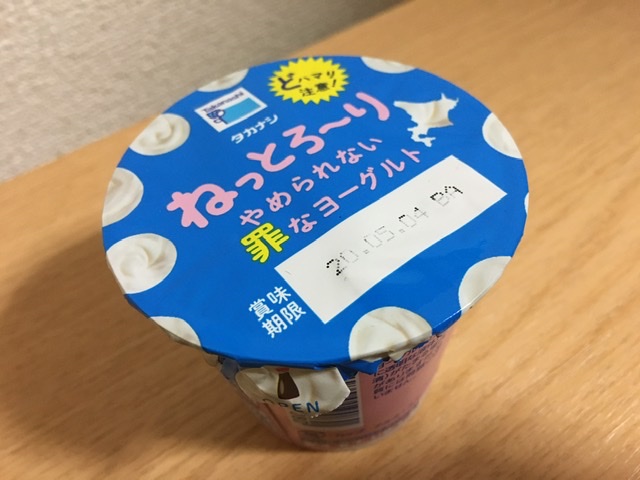 どハマり
注意!
Takanashi
タカナシ
ねっとろ〜り
やめられない
罪なヨーグルト
賞味
期限
20.05.04 BA
PEN